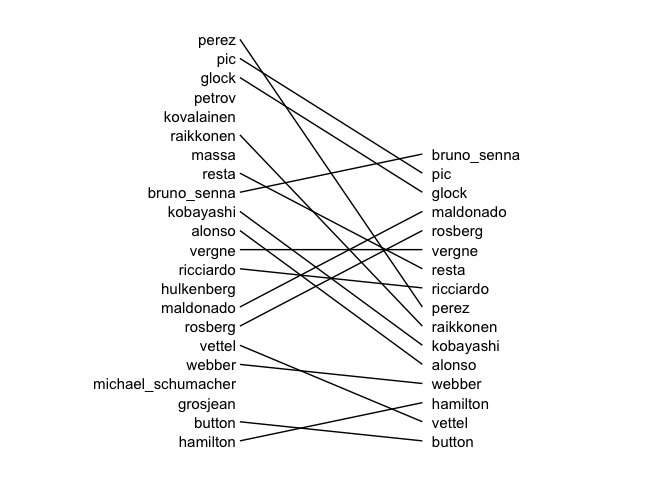 perez
pic
glock
petrov
kovalainen
raikkonen
massa
resta
bruno_senna
kobayashi
alonso
vergne
ricciardo
hulkenberg
maldonado
rosberg
vettel
webber
michael_schumacher
grosjean
button
hamilton
bruno_senna
pic
glock
maldonado
rosberg
vergne
resta
ricciardo
perez
raikkonen
kobayashi
alonso
webber
hamilton
vettel
button